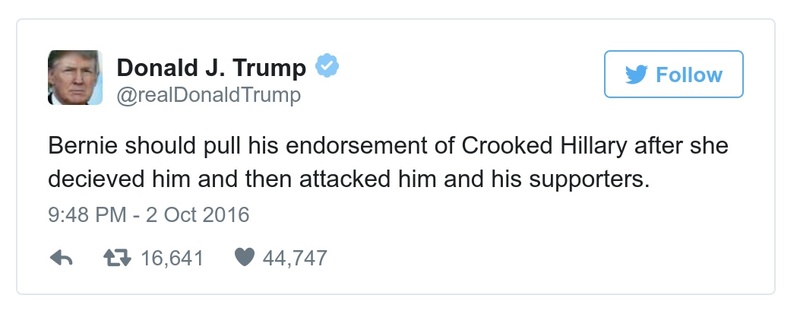 Donald J. Trump
Follow
@realDonaldTrump
Bernie should pull his endorsement of Crooked Hillary after she
decieved him and then attacked him and his supporters.
9:48 PM - 2 Oct 2016
16,641 44,747